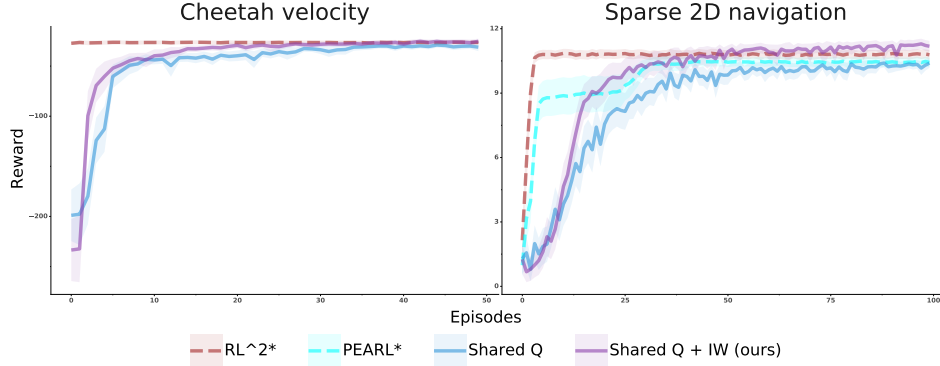 Cheetah velocity
Sparse 2D navigation
Reward
−100
−200
0 10 20 30 40 50
12
9
6
3
0
0 25 50 75 100
Episodes
RL^2* PEARL* Shared Q Shared Q + IW (ours)